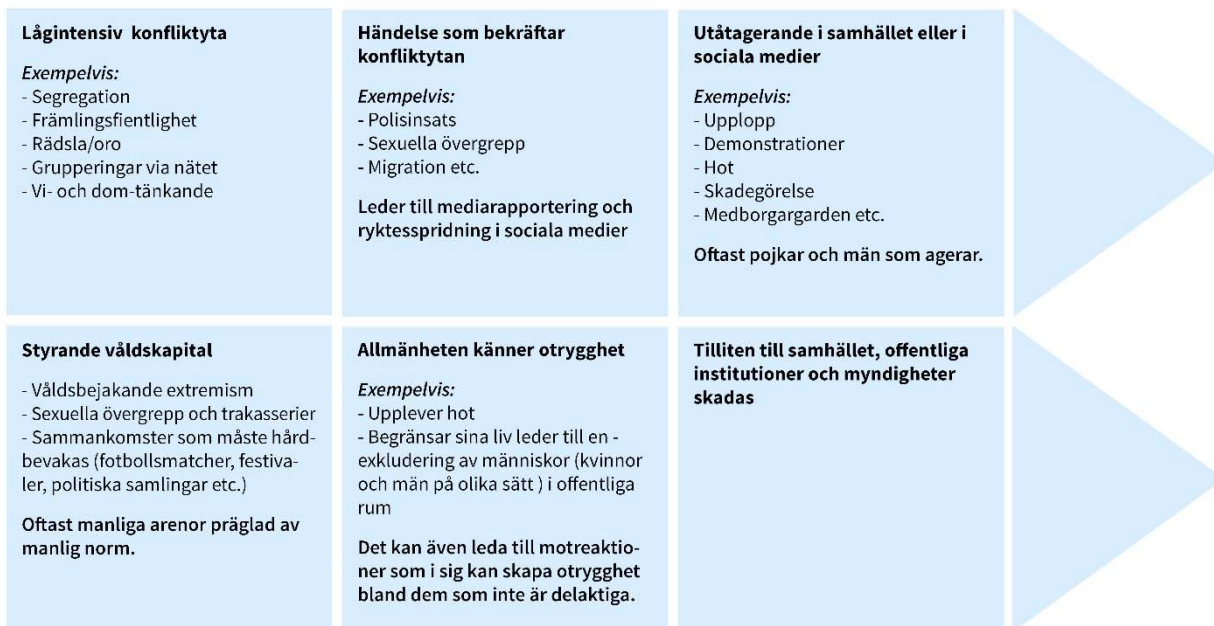 Lågintensiv konfliktyta
Exempelvis:
- Segregation
- Främlingsfientlighet
- Rädsla/oro
- Grupperingar via nätet
- Vi- och dom-tänkande
Händelse som bekräftar
konfliktytan
Exempelvis:
- Polisinsats
- Sexuella övergrepp
- Migration etc.
Leder till mediarapportering och
ryktesspridning i sociala medier
Utåtagerande i samhället eller i
sociala medier
Exempelvis:
- Upplopp
- Demonstrationer
- Hot
- Skadegörelse
- Medborgargarden etc.
Oftast pojkar och män som agerar.
Styrande våldskapital
- Våldsbejakande extremism
- Sexuella övergrepp och trakasserier
- Sammankomster som måste hård-
bevakas (fotbollsmatcher, festiva-
ler, politiska samlingar etc.)
Oftast manliga arenor präglad av
manlig norm.
Allmänheten känner otrygghet
Exempelvis:
- Upplever hot
- Begränsar sina liv leder till en -
exkludering av människor (kvinnor
och män på olika sätt ) i offentliga
rum
Det kan även leda till motreaktio-
ner som i sig kan skapa otrygghet
bland dem som inte är delaktiga.
Tilliten till samhället, offentliga
institutioner och myndigheter
skadas